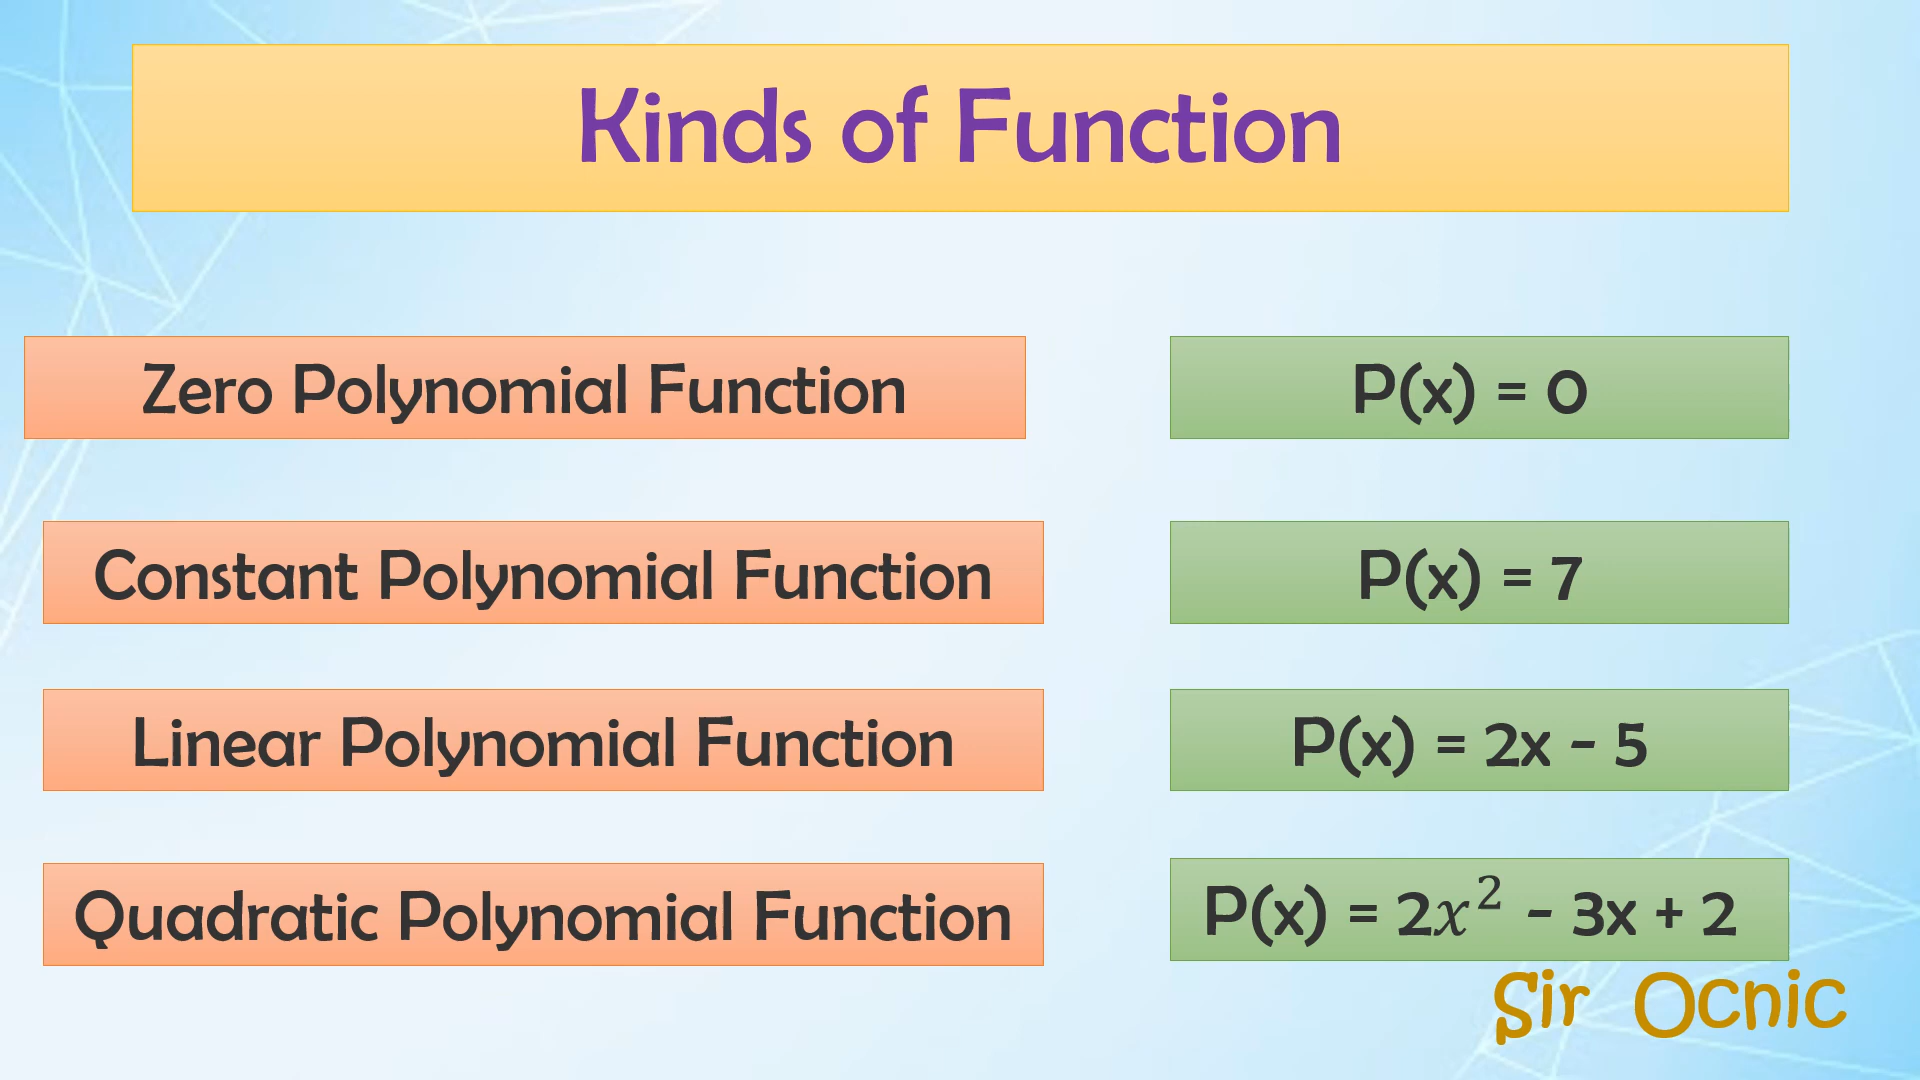 Kinds of Function
Zero Polynomial Function
P(x) = 0
Constant Polynomial Function
P(x) = 7
Linear Polynomial Function
P(x) = 2x - 5
Quadratic Polynomial Function
P(x) = 2𝑥² - 3x + 2
Sir Ocnic